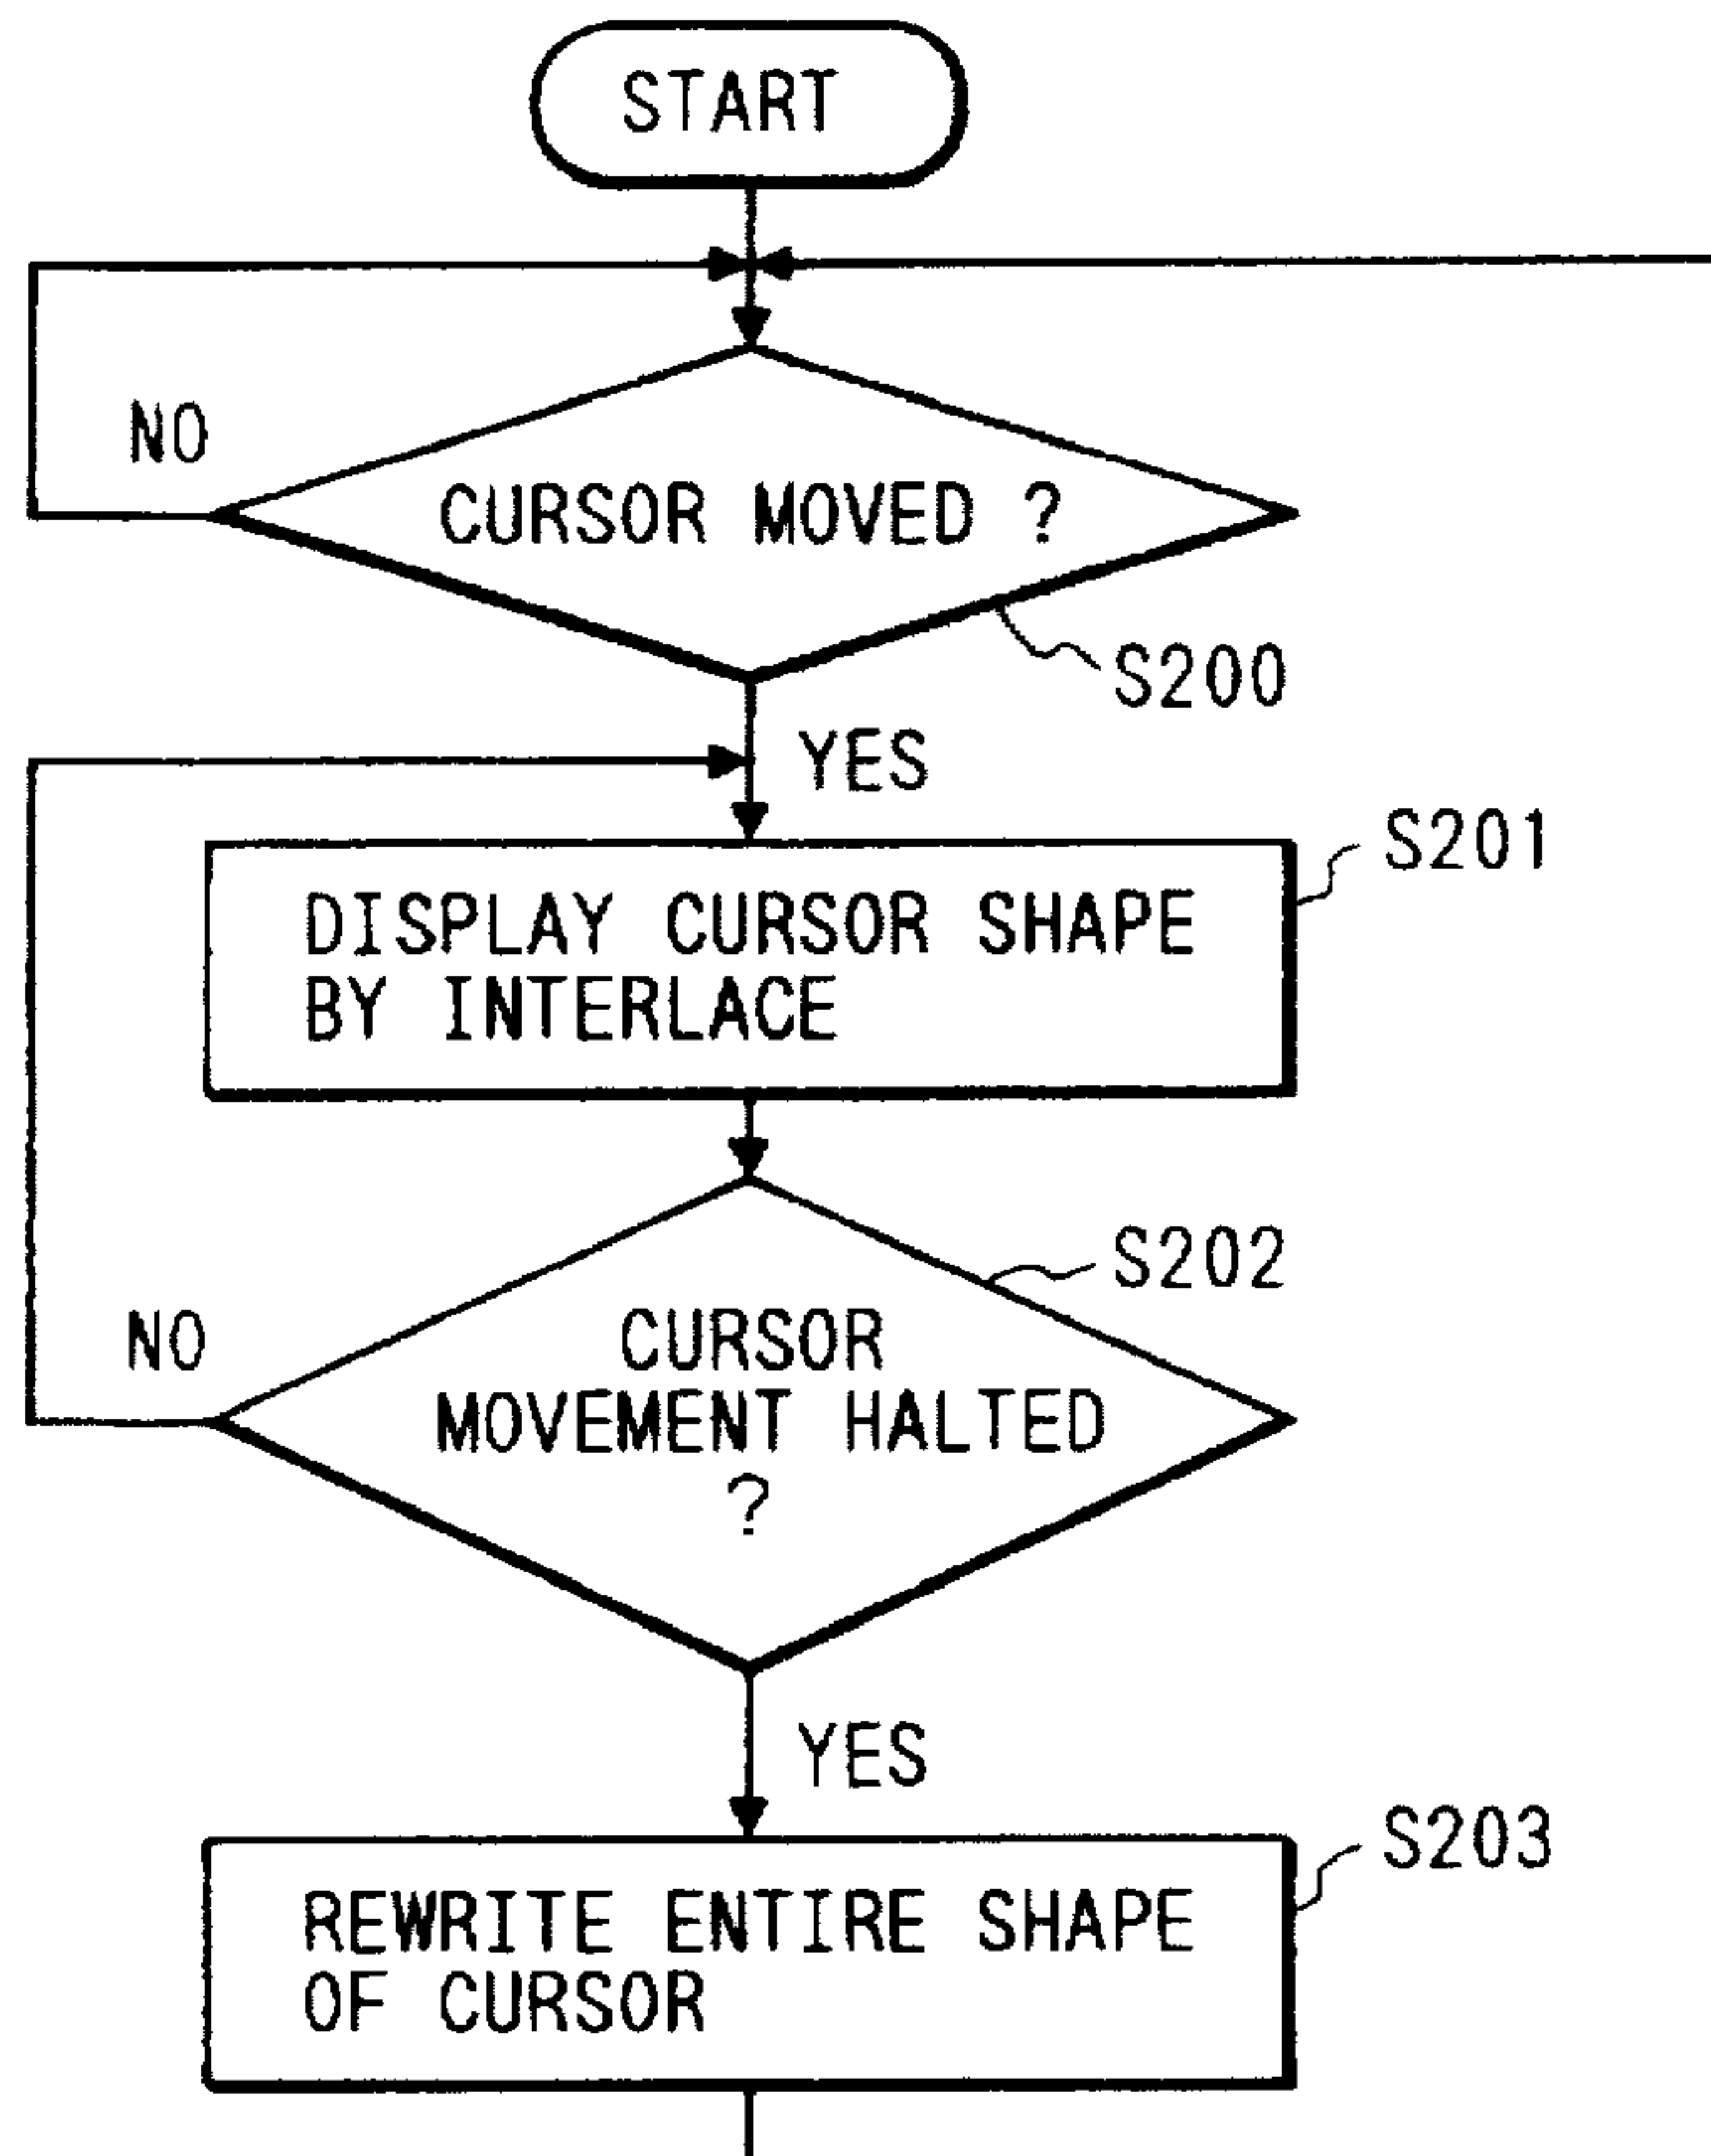 START
NO
CURSOR MOVED ?
S200
YES
S201
DISPLAY CURSOR SHAPE
BY INTERLACE
S202
NO
CURSOR
MOVEMENT HALTED
?
YES
S203
REWRITE ENTIRE SHAPE
OF CURSOR